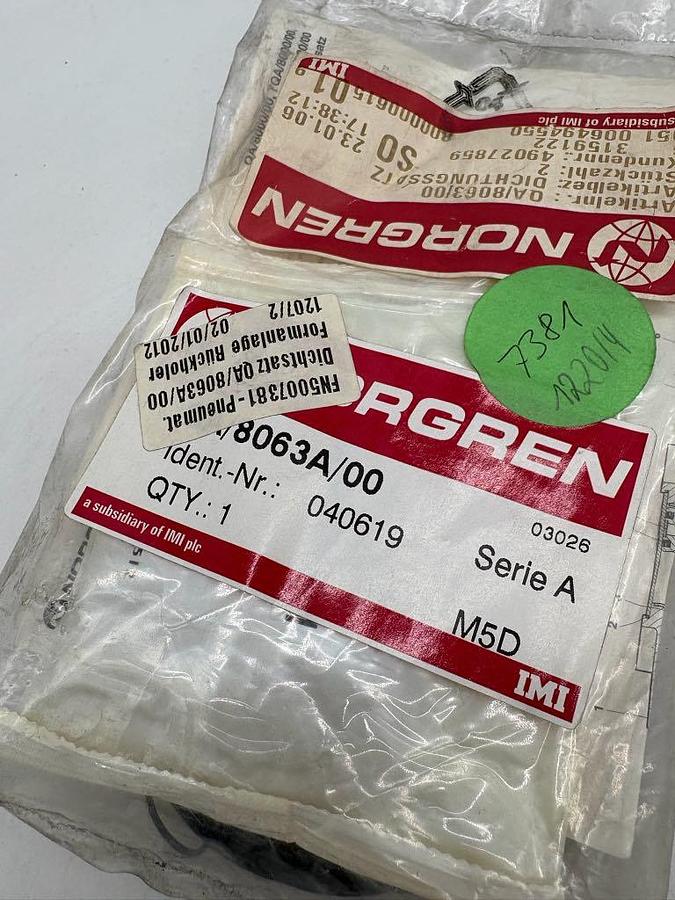 IMI
a subsidiary of IMI plc
23.01.06
17:38:12
SO
Artikelnr.: QA/8063/00
Artikelbez: DICHTUNGSSATZ
Stückzahl: 2
Kundennr.: 49027859
3159122
006494550
NORGREN
FN5007381-Pneumat.
Dichtsatz QA/8063A/00
Formanlage Rückholer
02/01/2012
1207/2
7381
122014
NORGREN
/8063A/00
Ident.-Nr.: 040619
QTY.: 1
03026
Serie A
M5D
a subsidiary of IMI plc
IMI